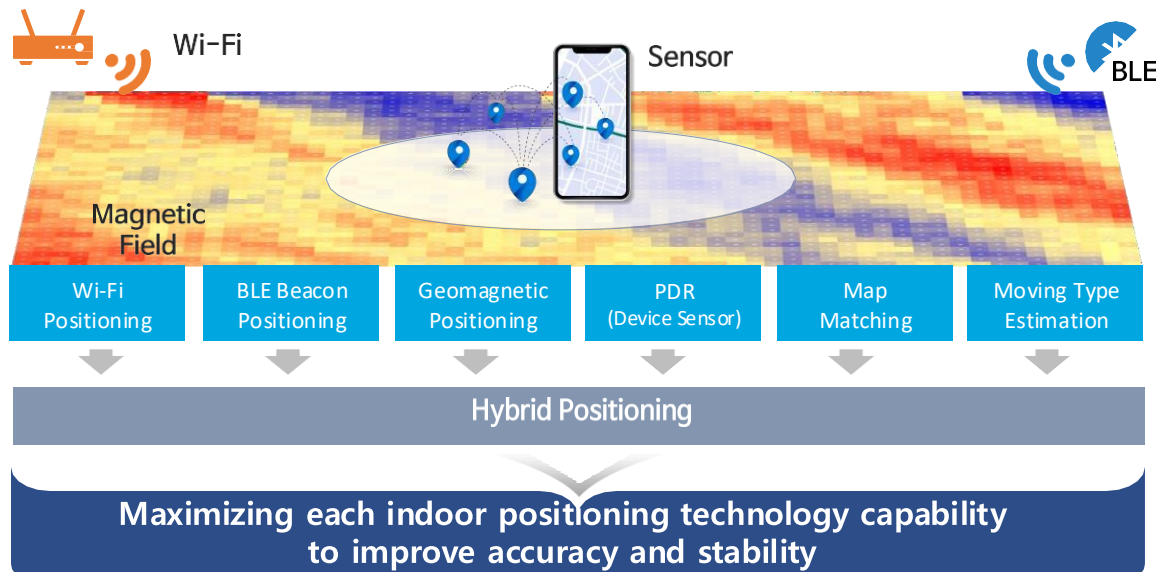 Wi-Fi
Sensor
BLE
Magnetic
Field
Wi-Fi
Positioning
BLE Beacon
Positioning
Geomagnetic
Positioning
PDR
(Device Sensor)
Map
Matching
Moving Type
Estimation
Hybrid Positioning
Maximizing each indoor positioning technology capability
to improve accuracy and stability